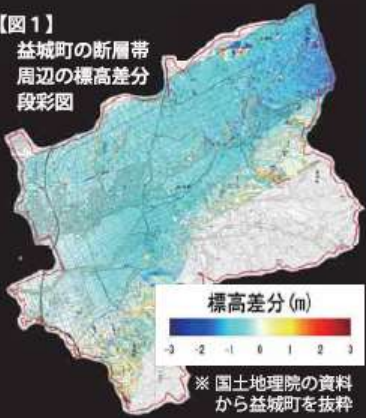 【図1】
益城町の断層帯
周辺の標高差分
段彩図
標高差分(m)
-3 -2 -1 0 1 2 3
※ 国土地理院の資料
から益城町を抜粋